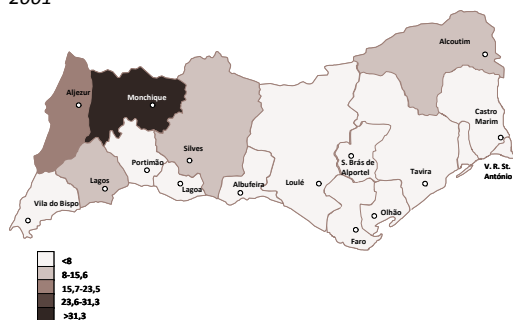 2001
Alcoutim
Aljezur
Monchique
Castro
Marim
Silves
Portimão
S. Brás de
Alportel
V. R. St.
António
Lagos
Lagoa
Albufeira
Loulé
Tavira
Vila do Bispo
Olhão
Faro
<8
8-15,6
15,7-23,5
23,6-31,3
>31,3